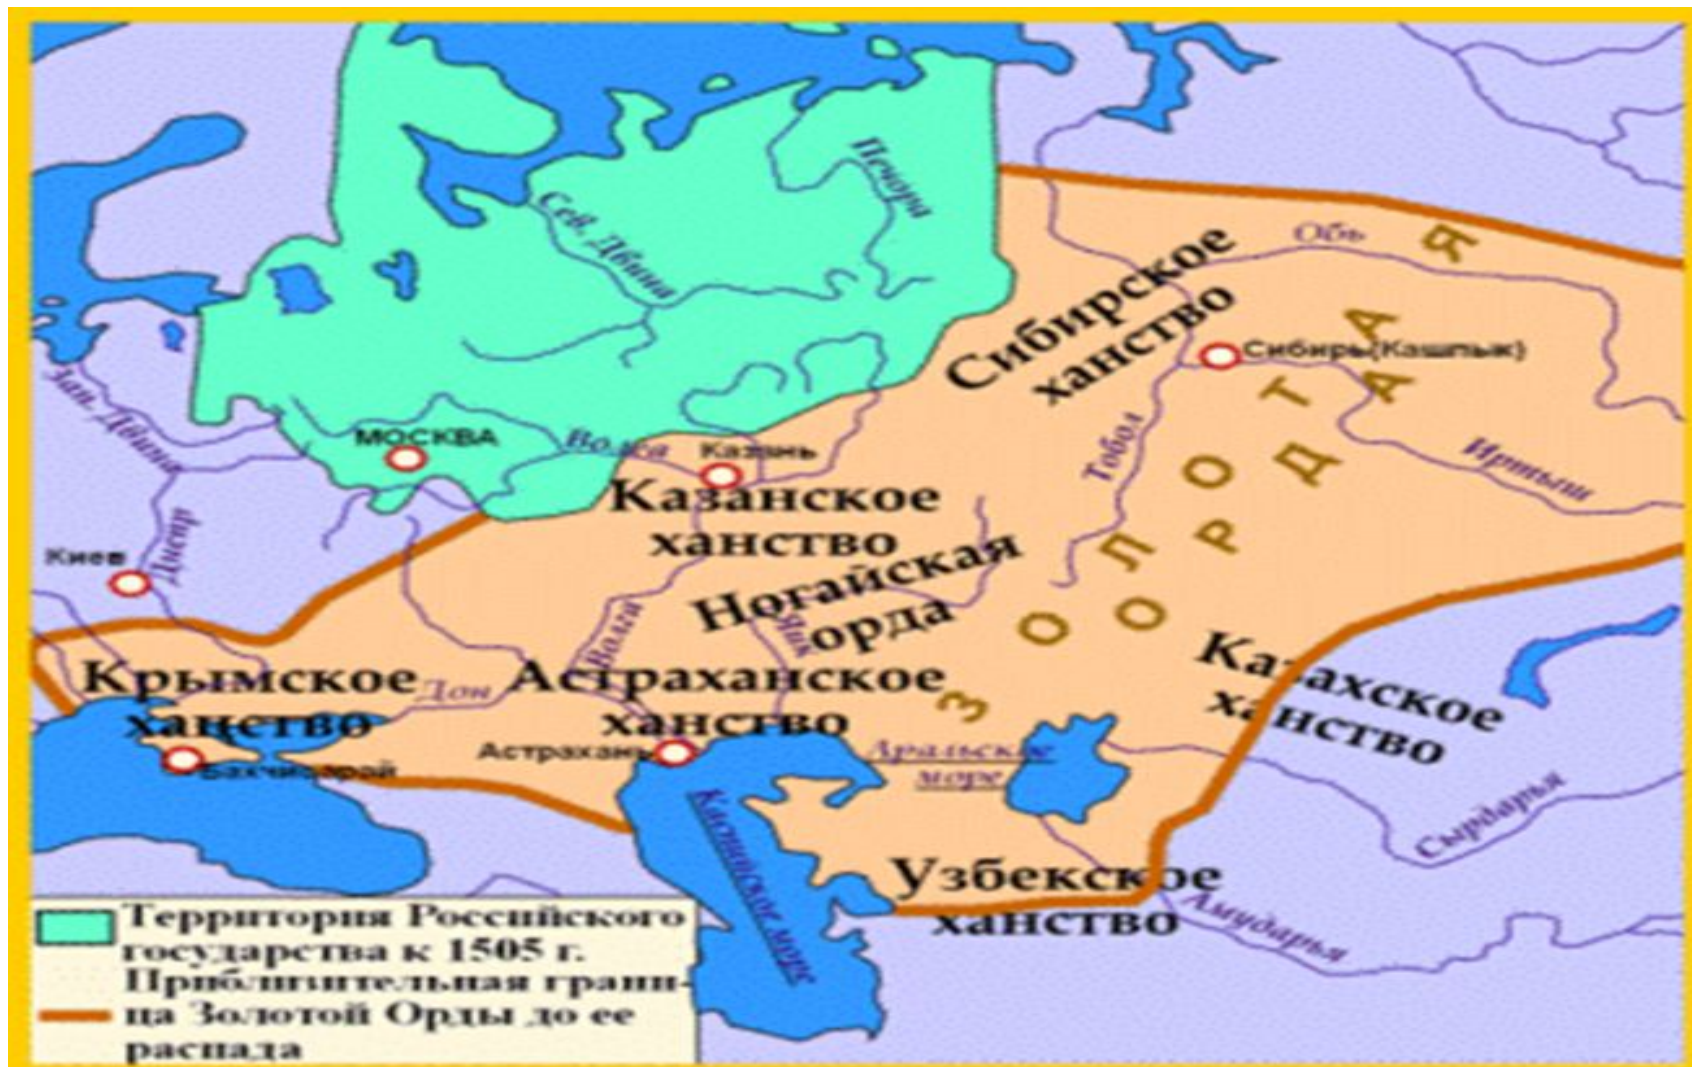 Печора
Сев. Двина
Обь
Сибирское
ханство
Сибирь(Кашлык)
ЗОЛОТАЯ
ОРДА
Зап. Двина
МОСКВА
Волга
Казань
Тобол
Иртыш
Казанское
ханство
Киев
Днепр
Ногайская
орда
Волга
Яик
Казахское
ханство
Крымское
ханство
Дон
Астраханское
ханство
Астрахань
Бахчисарай
Аральское
море
Каспийское море
Сырдарья
Узбекское
ханство
Амударья
Территория Российского
государства к 1505 г.
Приблизительная грани-
ца Золотой Орды до ее
распада